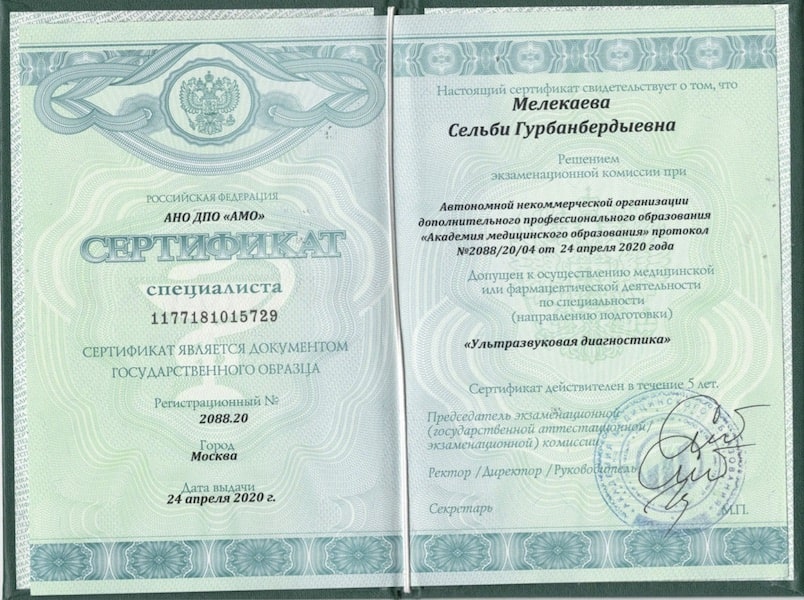 РОССИЙСКАЯ ФЕДЕРАЦИЯ
АНО ДПО «АМО»
СЕРТИФИКАТ
специалиста
1177181015729
СЕРТИФИКАТ ЯВЛЯЕТСЯ ДОКУМЕНТОМ
ГОСУДАРСТВЕННОГО ОБРАЗЦА
Регистрационный №
2088.20
Город
Москва
Дата выдачи
24 апреля 2020 г.
Настоящий сертификат свидетельствует о том, что
Мелекаева
Сельби Гурбанбердыевна
Решением
экзаменационной комиссии при
Автономной некоммерческой организации
дополнительного профессионального образования
«Академия медицинского образования» протокол
№2088/20/04 от 24 апреля 2020 года
Допущен к осуществлению медицинской
или фармацевтической деятельности
по специальности
(направлению подготовки)
«Ультразвуковая диагностика»
Сертификат действителен в течение 5 лет.
Председатель экзаменационной
(государственной аттестационной/
экзаменационной) комиссии
Ректор /Директор /Руководитель
Секретарь
М.П.